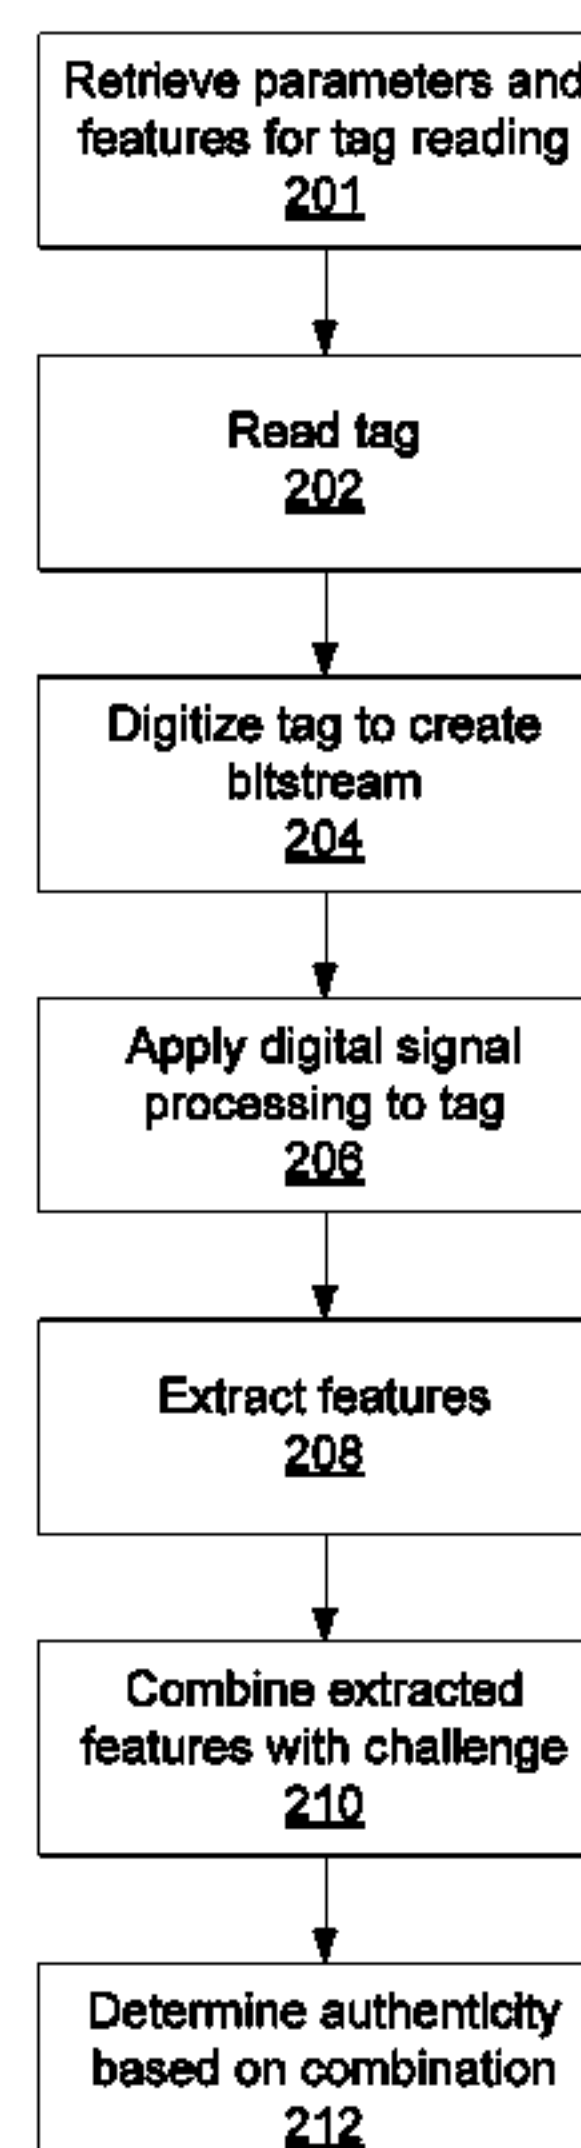 Retrieve parameters and
features for tag reading
201
Read tag
202
Digitize tag to create
bitstream
204
Apply digital signal
processing to tag
206
Extract features
208
Combine extracted
features with challenge
210
Determine authenticity
based on combination
212